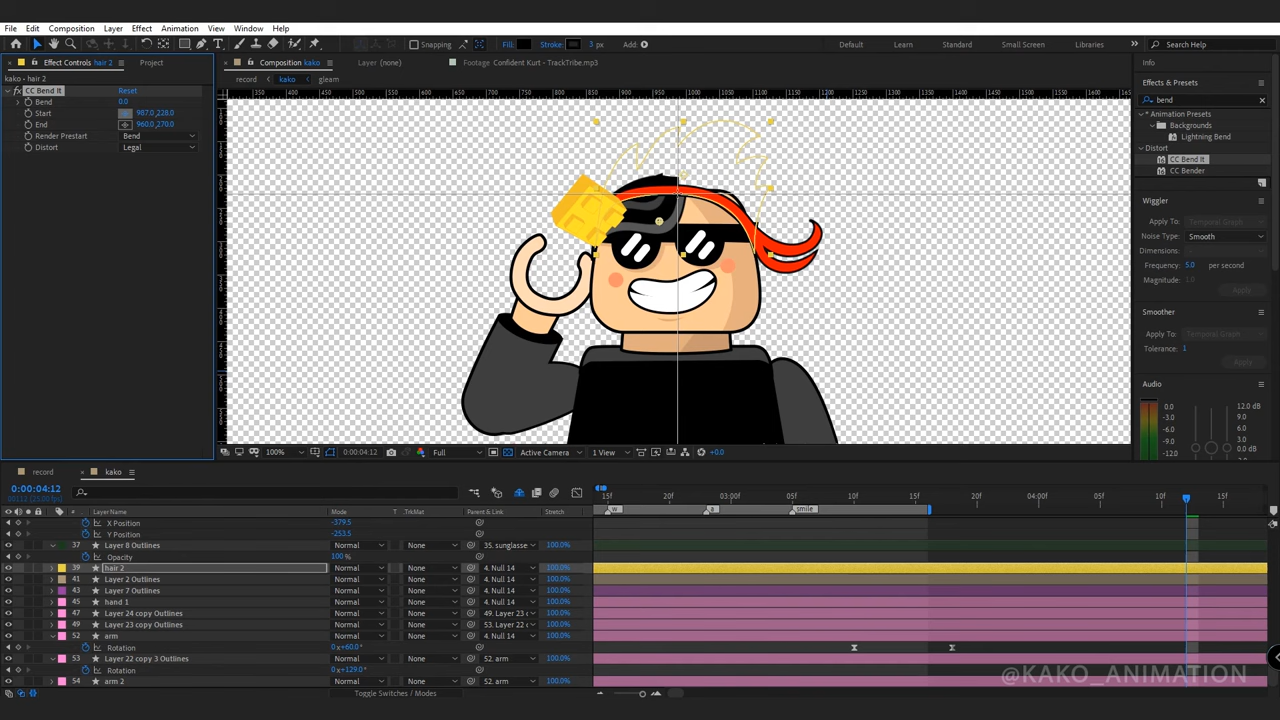 File Edit Composition Layer Effect Animation View Window Help
Snapping Fill: Stroke: 3 px Add: Default Learn Standard Small Screen Libraries Search Help
Effect Controls hair 2 Project Composition kako Layer (none) Footage Confident Kurt - TrackTribe.mp3 Info
kako · hair 2 record kako gleam Effects & Presets
CC Bend It Reset
Bend 0.0
Start 987.0,228.0
End 960.0,270.0
Render Prestart Bend
Distort Legal
bend
* Animation Presets
Backgrounds
Lightning Bend
Distort
CC Bend It
CC Bender
Wiggler
Apply To: Temporal Graph
Noise Type: Smooth
Dimensions:
Frequency: 5.0 per second
Magnitude: 1.0
Apply
Smoother
Apply To: Temporal Graph
Tolerance: 1
Apply
Audio
0.0 12.0 dB
-3.0 6.0
-6.0 0.0
-9.0 -6.0
100% 0:00:04:12 Full Active Camera 1 View +0.0
record kako
0:00:04:12
00112 (25.00 fps)
15f 20f 03:00f 05f 10f 15f 20f 04:00f 05f 10f 15f
# Layer Name Mode T .TrkMat Parent & Link Stretch w a smile
X Position -379.5
Y Position -253.5
37 Layer 8 Outlines Normal None 35. sunglasse 100.0%
Opacity 100 %
39 hair 2 Normal None 4. Null 14 100.0%
41 Layer 2 Outlines Normal None 4. Null 14 100.0%
43 Layer 7 Outlines Normal None 4. Null 14 100.0%
45 hand 1 Normal None 4. Null 14 100.0%
47 Layer 24 copy Outlines Normal None 49. Layer 23 c 100.0%
49 Layer 23 copy Outlines Normal None 53. Layer 22 c 100.0%
52 arm Normal None 4. Null 14 100.0%
Rotation 0x+60.0°
53 Layer 22 copy 3 Outlines Normal None 52. arm 100.0%
Rotation 0x+129.0°
54 arm 2 Normal None 52. arm 100.0%
Toggle Switches / Modes
@KAKO_ANIMATION